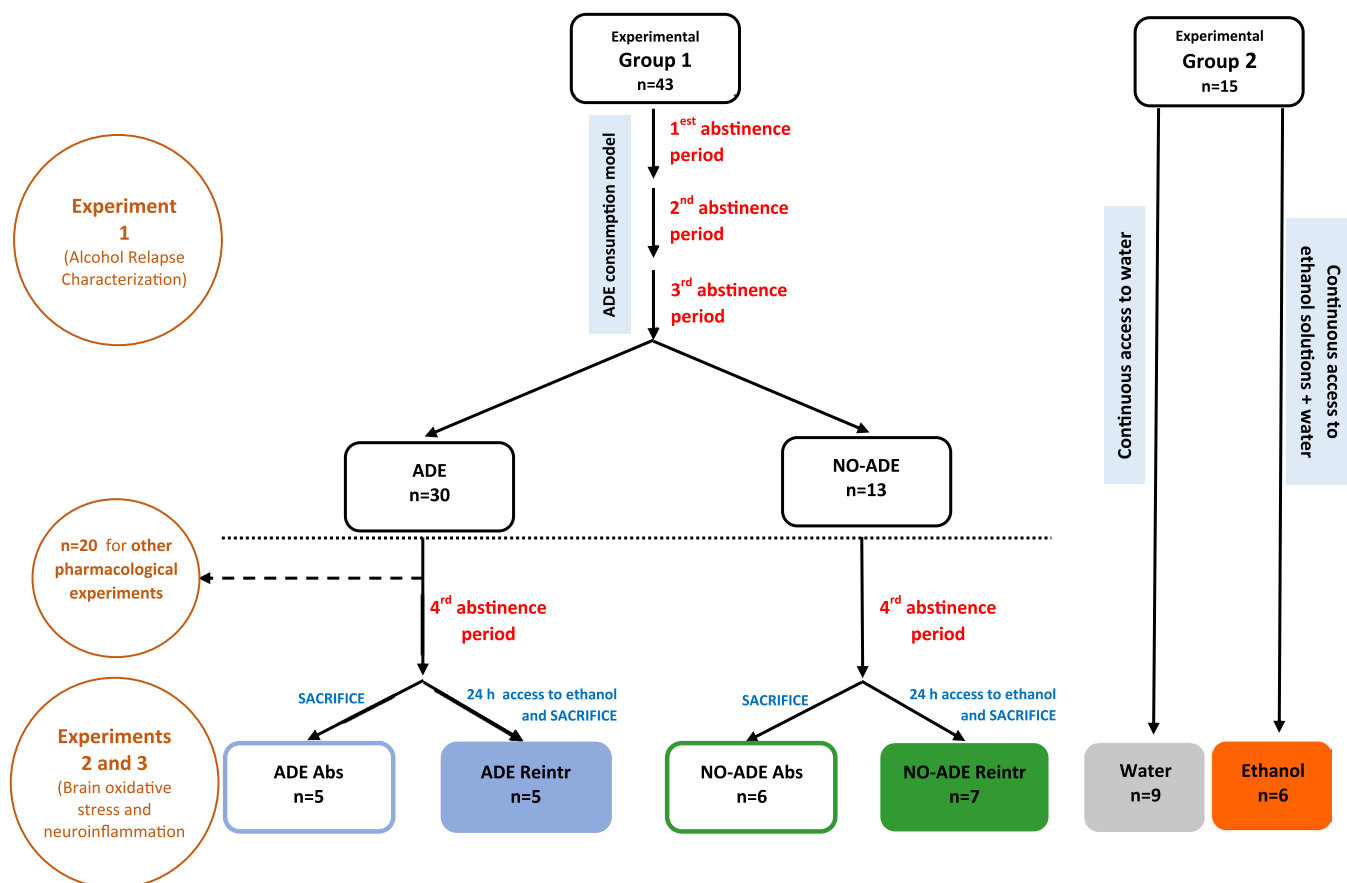 Experimental
Group 1
n=43
Experimental
Group 2
n=15
ADE consumption model
1est abstinence
period
2nd abstinence
period
3rd abstinence
period
Experiment
1
(Alcohol Relapse
Characterization)
Continuous access to water
Continuous access to
ethanol solutions + water
ADE
n=30
NO-ADE
n=13
n=20 for other
pharmacological
experiments
4rd abstinence
period
4rd abstinence
period
SACRIFICE
24 h access to ethanol
and SACRIFICE
SACRIFICE
24 h access to ethanol
and SACRIFICE
Experiments
2 and 3
(Brain oxidative
stress and
neuroinflammation
ADE Abs
n=5
ADE Reintr
n=5
NO-ADE Abs
n=6
NO-ADE Reintr
n=7
Water
n=9
Ethanol
n=6